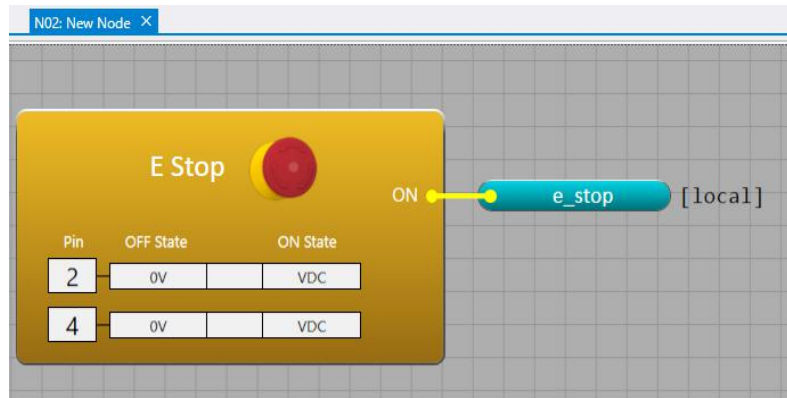 N02: New Node ×
E Stop
ON
e_stop [local]
Pin OFF State ON State
2 0V VDC
4 0V VDC